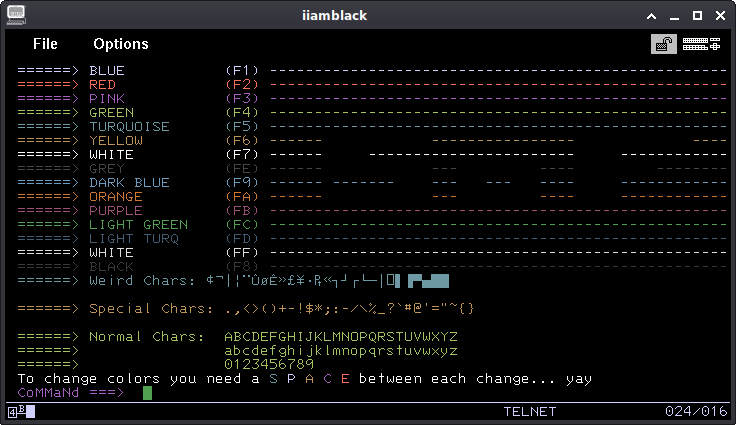 iiamblack
File Options
======> BLUE (F1) ---------------------------------------------------
======> RED (F2) ---------------------------------------------------
======> PINK (F3) ---------------------------------------------------
======> GREEN (F4) ---------------------------------------------------
======> TURQUOISE (F5) ---------------------------------------------------
======> YELLOW (F6) ------ ---------------- ----
======> WHITE (F7) ------ ---------------------- ------------
======> GREY (FE) --- ---
======> DARK BLUE (F9) ----- ------- --- --- ------------
======> ORANGE (FA) ------ ------------ --- ------------ ------------
======> PURPLE (FB) ---------------------------------------------------
======> LIGHT GREEN (FC) ---------------------------------------------------
======> LIGHT TURQ (FD) ---------------------------------------------------
======> WHITE (FF) ---------------------------------------------------
======> BLACK (F8) ---------------------------------------------------
======> Weird Chars:
======> Special Chars: .,<>()+-!$*;:-/\%_?`#@'="~{}
======> Normal Chars: ABCDEFGHIJKLMNOPQRSTUVWXYZ
======> abcdefghijklmnopqrstuvwxyz
======> 0123456789
To change colors you need a S P A C E between each change... yay
CoMMaNd ===>
4 B TELNET 024/016